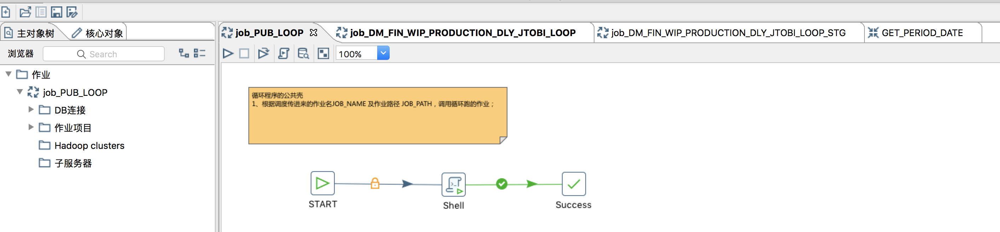 主对象树
核心对象
job_PUB_LOOP
job_DM_FIN_WIP_PRODUCTION_DLY_JTOBI_LOOP
job_DM_FIN_WIP_PRODUCTION_DLY_JTOBI_LOOP_STG
GET_PERIOD_DATE
浏览器
Search
100%
作业
job_PUB_LOOP
DB连接
作业项目
Hadoop clusters
子服务器
循环程序的公共壳
1、根据调度传进来的作业名JOB_NAME 及作业路径 JOB_PATH，调用循环跑的作业；
START
Shell
Success